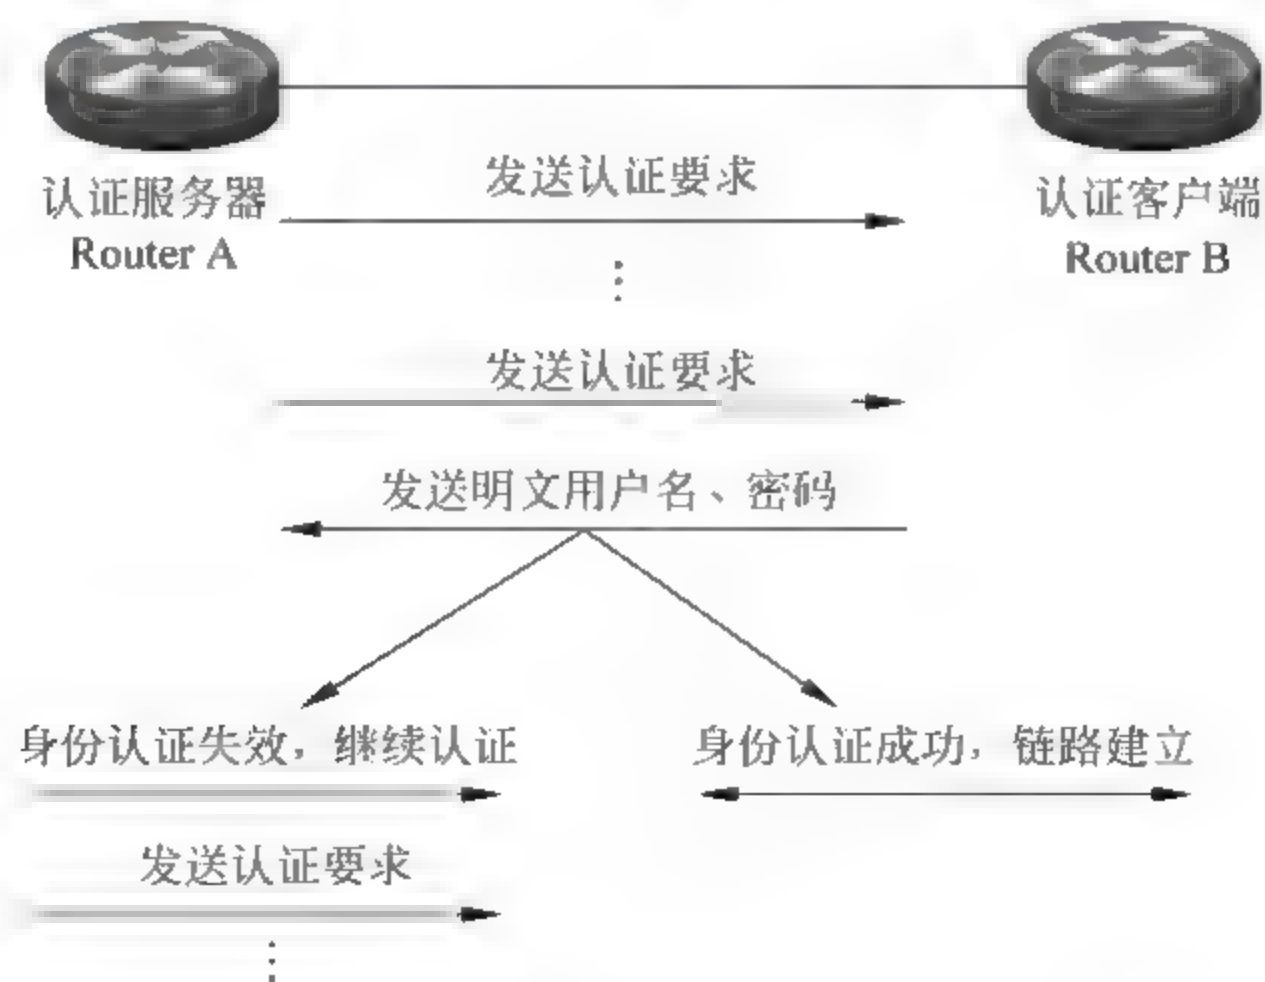 发送认证要求
认证服务器
Router A
认证客户端
Router B
发送认证要求
发送明文用户名、密码
身份认证失效，继续认证
身份认证成功，链路建立
发送认证要求